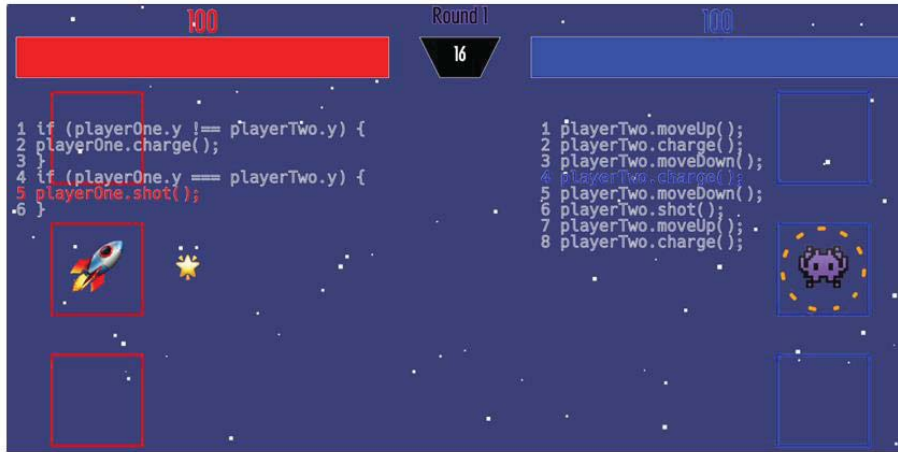 100
Round 1
100
16
1 if (playerOne.y !== playerTwo.y) {
2 playerOne.charge();
3 }
4 if (playerOne.y === playerTwo.y) {
5 playerOne.shot();
6 }
1 playerTwo.moveUp();
2 playerTwo.charge();
3 playerTwo.moveDown();
4 playerTwo.charge();
5 playerTwo.moveDown();
6 playerTwo.shot();
7 playerTwo.moveUp();
8 playerTwo.charge();